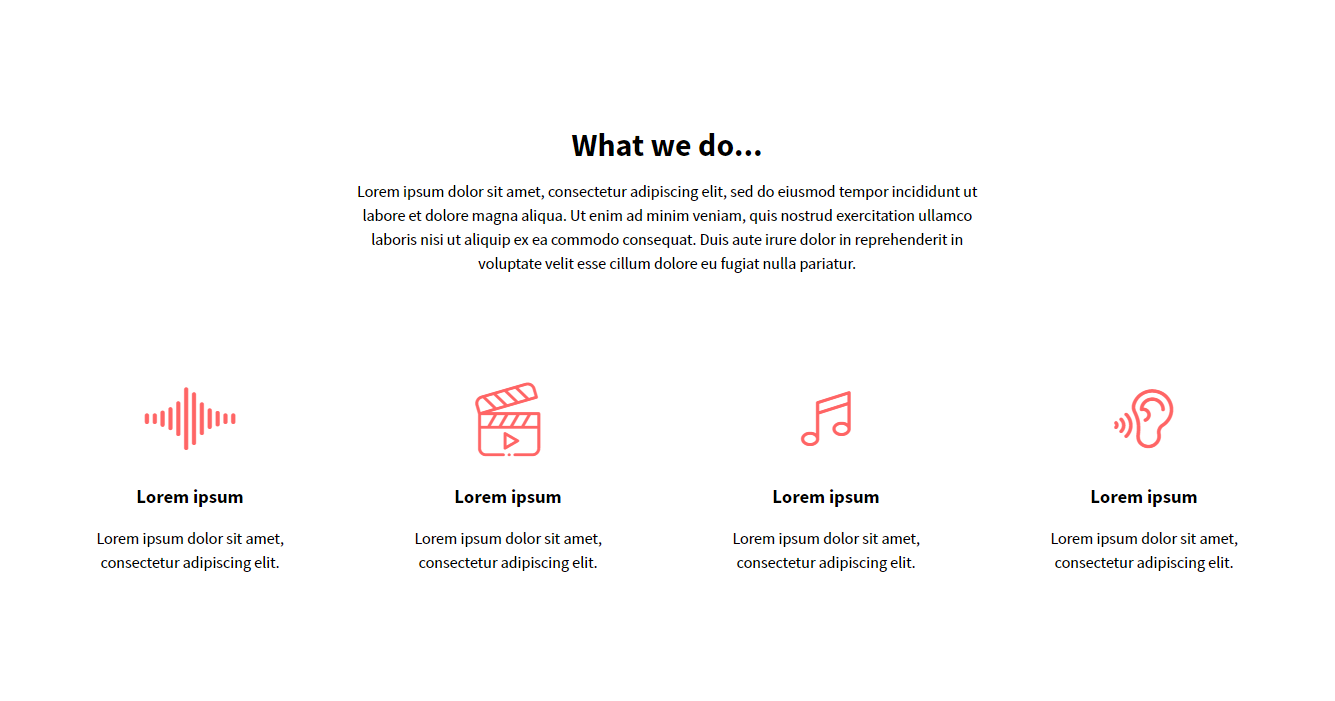 What we do...
Lorem ipsum dolor sit amet, consectetur adipiscing elit, sed do eiusmod tempor incididunt ut
labore et dolore magna aliqua. Ut enim ad minim veniam, quis nostrud exercitation ullamco
laboris nisi ut aliquip ex ea commodo consequat. Duis aute irure dolor in reprehenderit in
voluptate velit esse cillum dolore eu fugiat nulla pariatur.
Lorem ipsum
Lorem ipsum dolor sit amet,
consectetur adipiscing elit.
Lorem ipsum
Lorem ipsum dolor sit amet,
consectetur adipiscing elit.
Lorem ipsum
Lorem ipsum dolor sit amet,
consectetur adipiscing elit.
Lorem ipsum
Lorem ipsum dolor sit amet,
consectetur adipiscing elit.